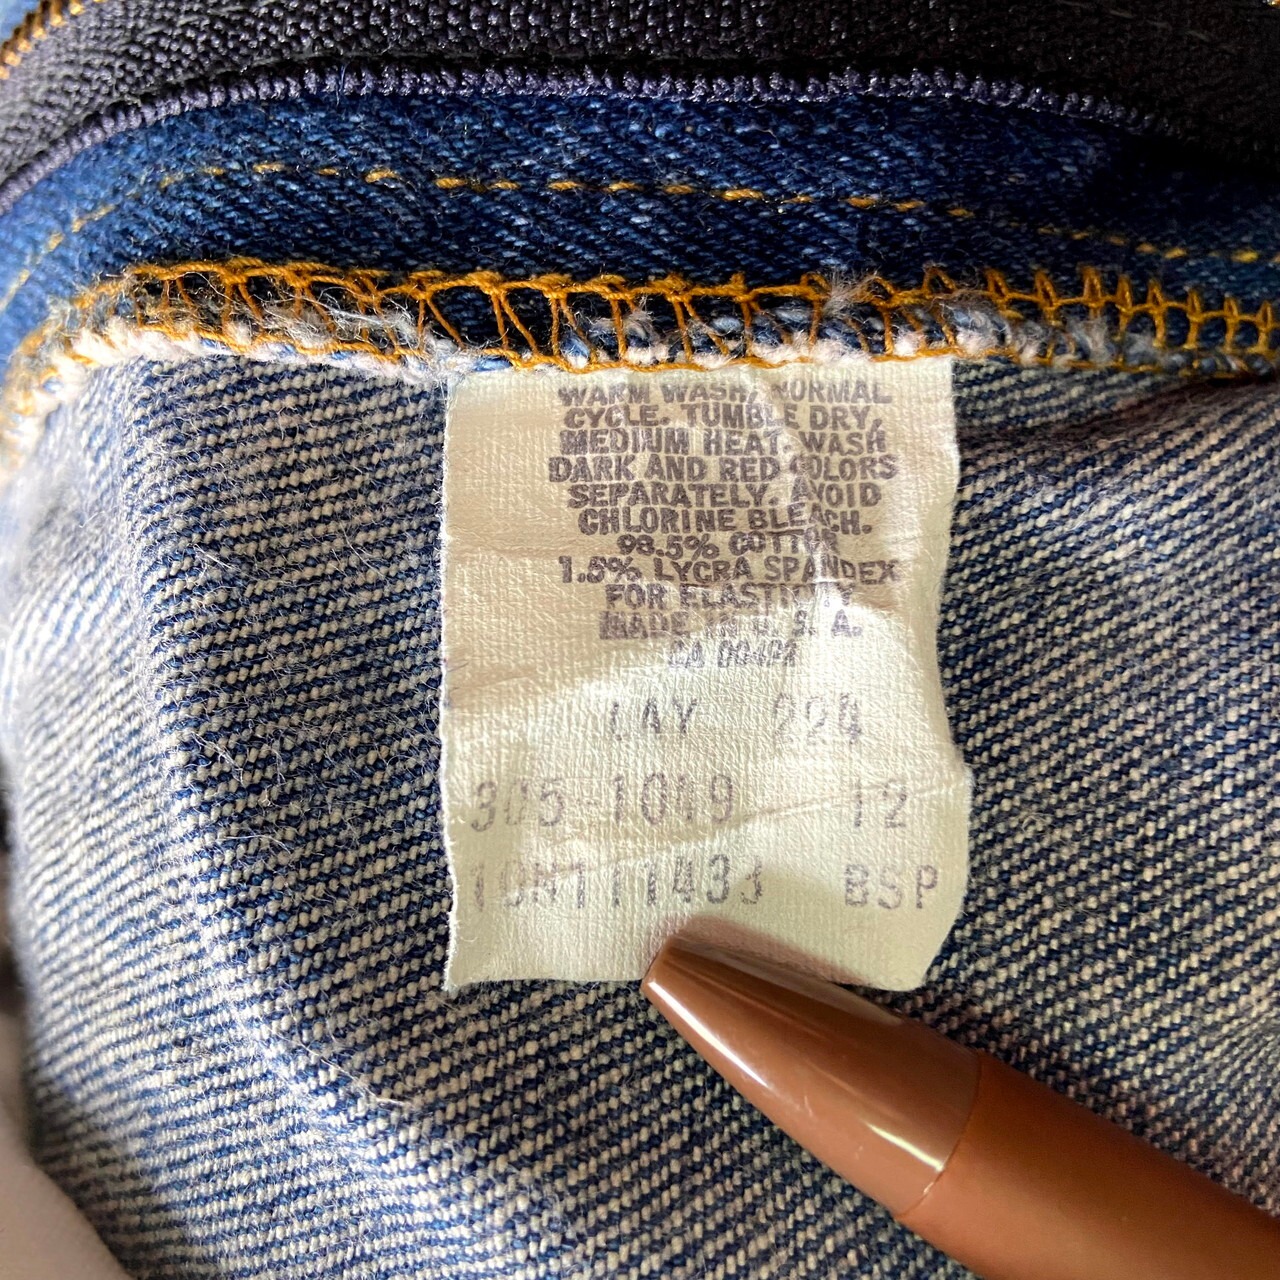 WARM WASH, NORMAL
CYCLE. TUMBLE DRY,
MEDIUM HEAT. WASH
DARK AND RED COLORS
SEPARATELY. AVOID
CHLORINE BLEACH.
98.5% COTTON
1.5% LYCRA SPANDEX
FOR ELASTICITY
MADE IN U. S. A.
LAY 224
305-1019 12
BSP